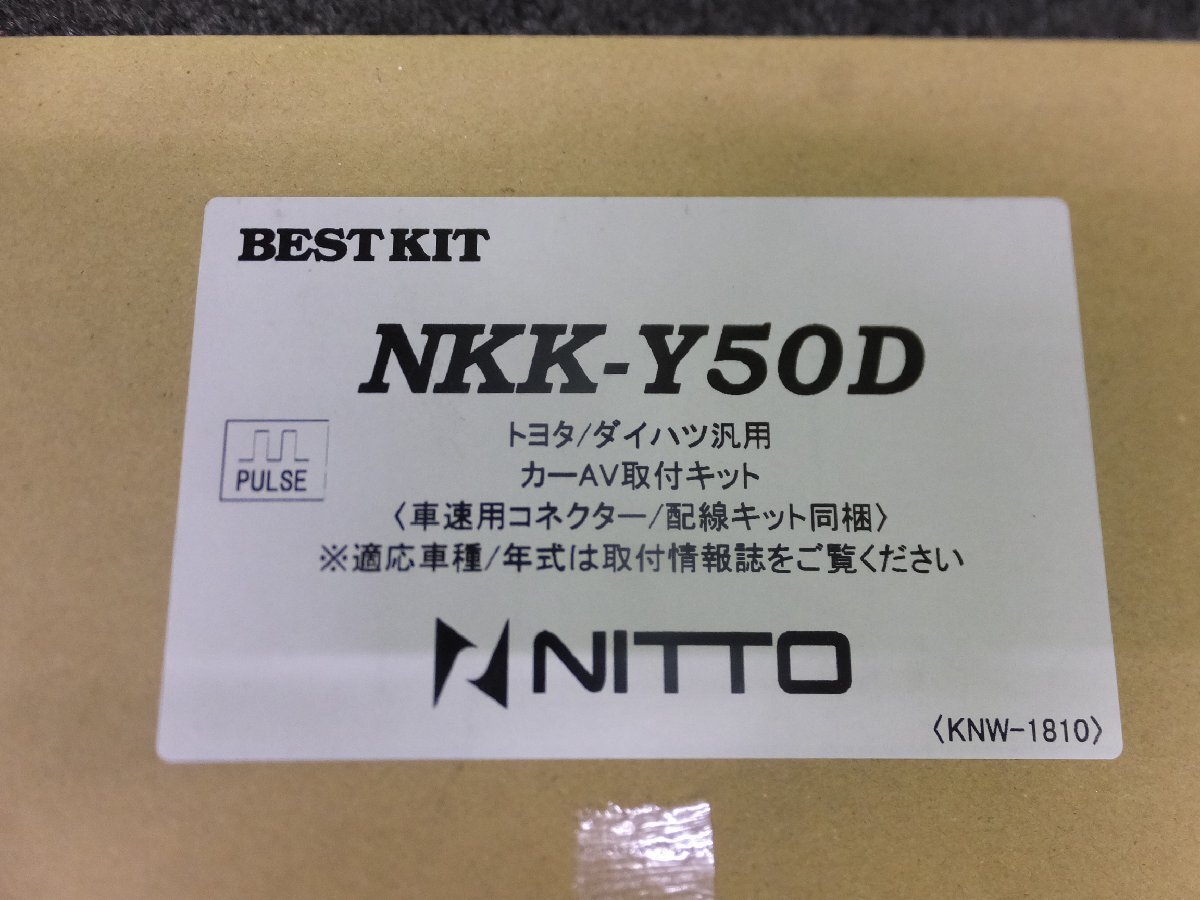 BEST KIT
NKK-Y50D
トヨタ/ダイハツ汎用
PULSE
カーAV取付キット
〈車速用コネクター/配線キット同梱〉
※適応車種/年式は取付情報誌をご覧ください
NITTO
〈KNW-1810〉